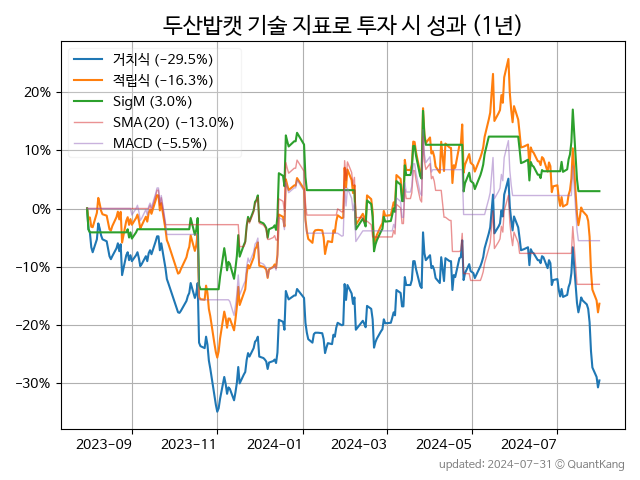 두산밥캣 기술 지표로 투자 시 성과 (1년)
거치식 (−29.5%)
적립식 (−16.3%)
SigM (3.0%)
SMA(20) (−13.0%)
MACD (−5.5%)
20%
10%
0%
−10%
−20%
−30%
2023-09
2023-11
2024-01
2024-03
2024-05
2024-07
updated: 2024-07-31 © QuantKang